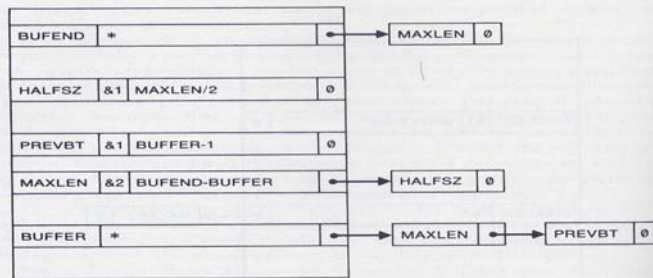 BUFEND * MAXLEN Ø
HALFSZ &1 MAXLEN/2 Ø
PREVBT &1 BUFFER-1 Ø
MAXLEN &2 BUFEND-BUFFER HALFSZ Ø
BUFFER * MAXLEN PREVBT Ø